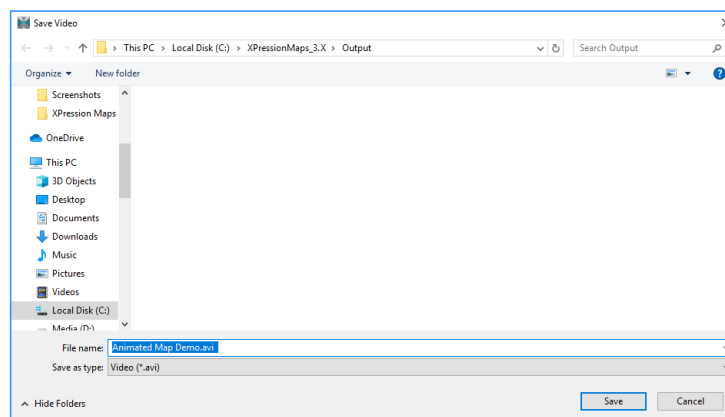 Save Video
This PC > Local Disk (C:) > XPressionMaps_3.X > Output
Search Output
Organize
New folder
Screenshots
XPression Maps
OneDrive
This PC
3D Objects
Desktop
Documents
Downloads
Music
Pictures
Videos
Local Disk (C:)
Media (D:)
File name: Animated Map Demo.avi
Save as type: Video (*.avi)
Hide Folders
Save
Cancel